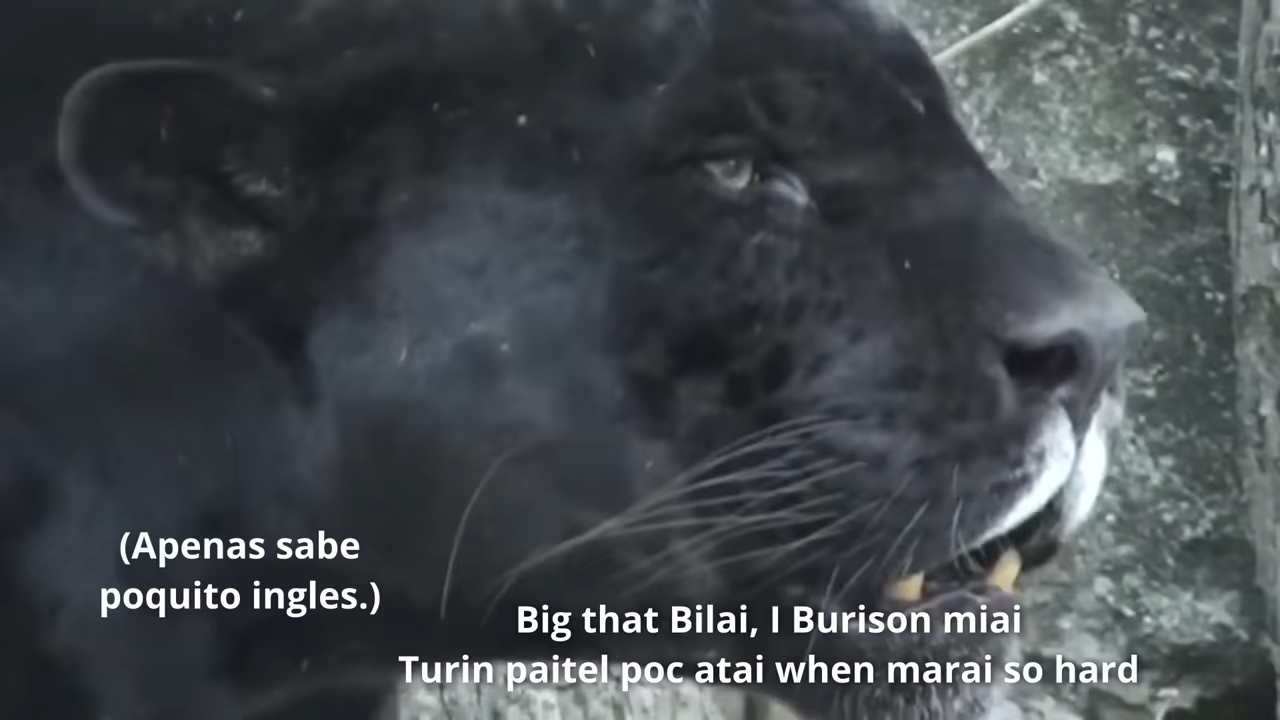 (Apenas sabe
poquito ingles.)
Big that Bilai, I Burison miai
Turin paitel poc atai when marai so hard